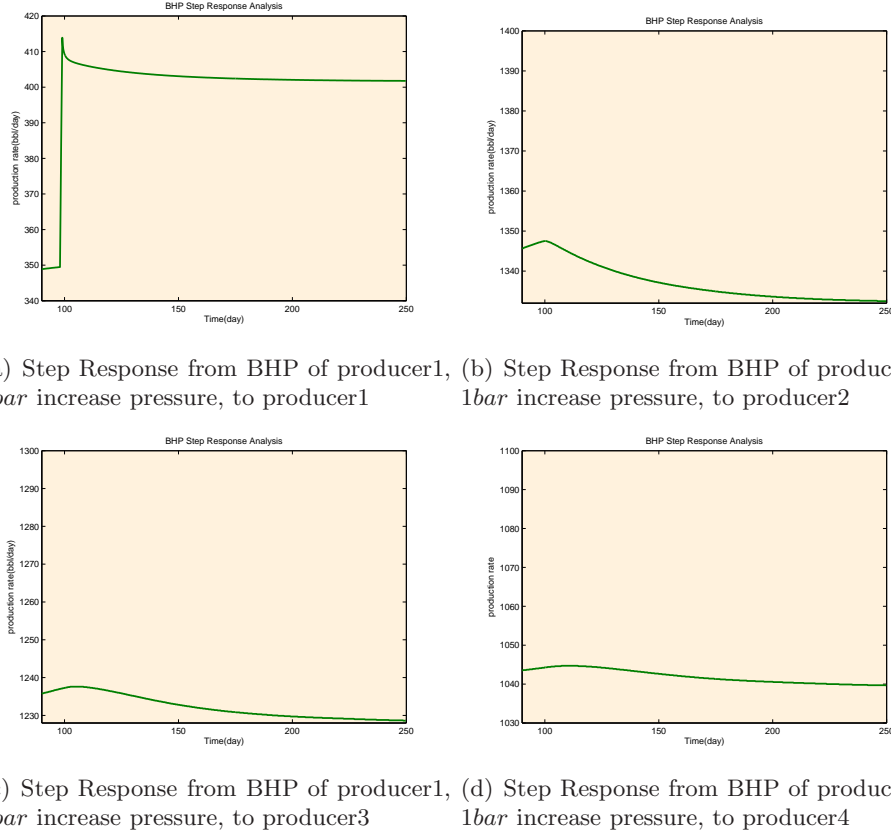 BHP Step Response Analysis
420
410
400
390
380
370
360
350
340
production rate(bbl/day)
100
150
200
250
Time(day)
BHP Step Response Analysis
1400
1390
1380
1370
1360
1350
1340
production rate(bbl/day)
100
150
200
250
Time(day)
) Step Response from BHP of producer1,
ar increase pressure, to producer1
(b) Step Response from BHP of produc
1bar increase pressure, to producer2
BHP Step Response Analysis
1300
1290
1280
1270
1260
1250
1240
1230
production rate(bbl/day)
100
150
200
250
Time(day)
BHP Step Response Analysis
1100
1090
1080
1070
1060
1050
1040
1030
production rate
100
150
200
250
Time(day)
) Step Response from BHP of producer1,
ar increase pressure, to producer3
(d) Step Response from BHP of produc
1bar increase pressure, to producer4